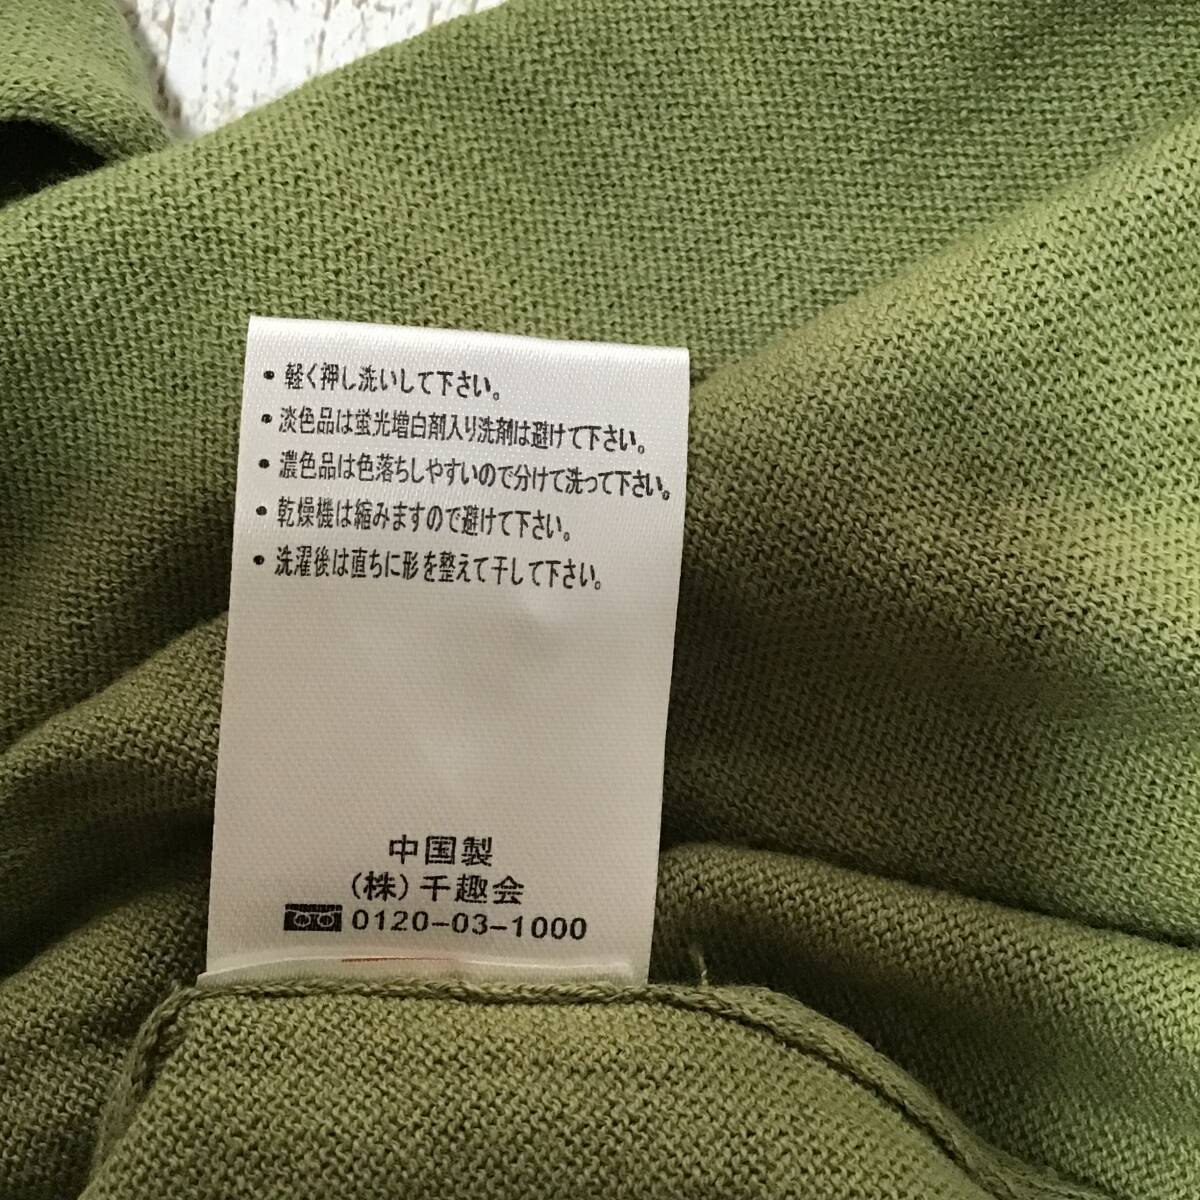 ・軽く押し洗いして下さい。
・淡色品は蛍光増白剤入り洗剤は避けて下さい。
・濃色品は色落ちしやすいので分けて洗って下さい。
・乾燥機は縮みますので避けて下さい。
・洗濯後は直ちに形を整えて干して下さい。
中国製
(株)千趣会
0120-03-1000